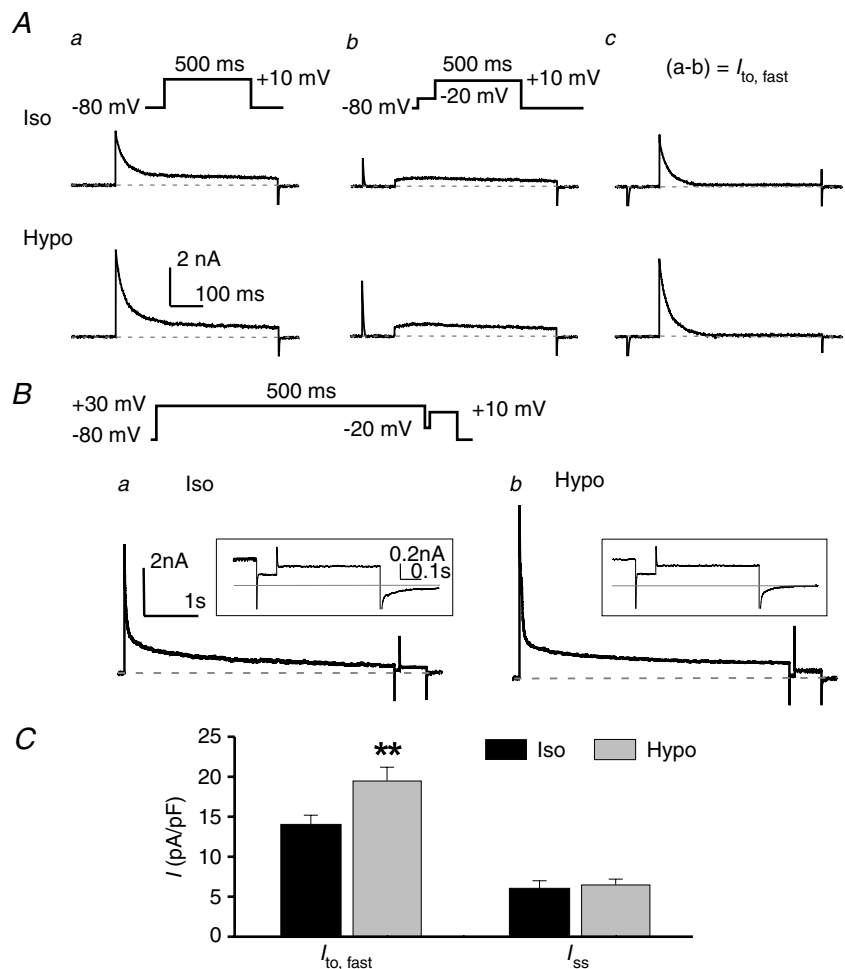 A
a
b
c
500 ms
+10 mV
-80 mV
500 ms
+10 mV
-20 mV
-80 mV
(a-b) = Ito, fast
Iso
Hypo
2 nA
100 ms
B
500 ms
+30 mV
-80 mV
-20 mV
+10 mV
a Iso
b Hypo
2nA
1s
0.2nA
0.1s
C
I (pA/pF)
25
20
15
10
5
0
**
Iso
Hypo
Ito, fast
Iss